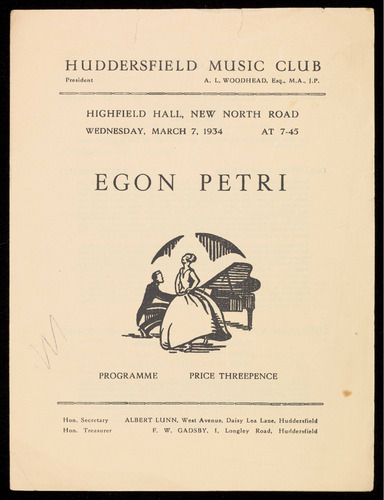 HUDDERSFIELD MUSIC CLUB
President A. L. WOODHEAD, Esq., M.A., J.P.
HIGHFIELD HALL, NEW NORTH ROAD
WEDNESDAY, MARCH 7, 1934 AT 7-45
EGON PETRI
PROGRAMME PRICE THREEPENCE
Hon. Secretary ALBERT LUNN, West Avenue, Daisy Lea Lane, Huddersfield
Hon. Treasurer F. W. GADSBY, 1, Longley Road, Huddersfield